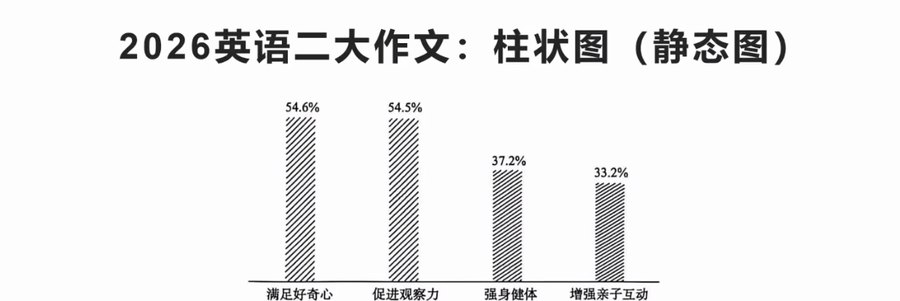 2026英语二大作文：柱状图（静态图）
54.6% 54.5% 37.2% 33.2%
满足好奇心 促进观察力 强身健体 增强亲子互动